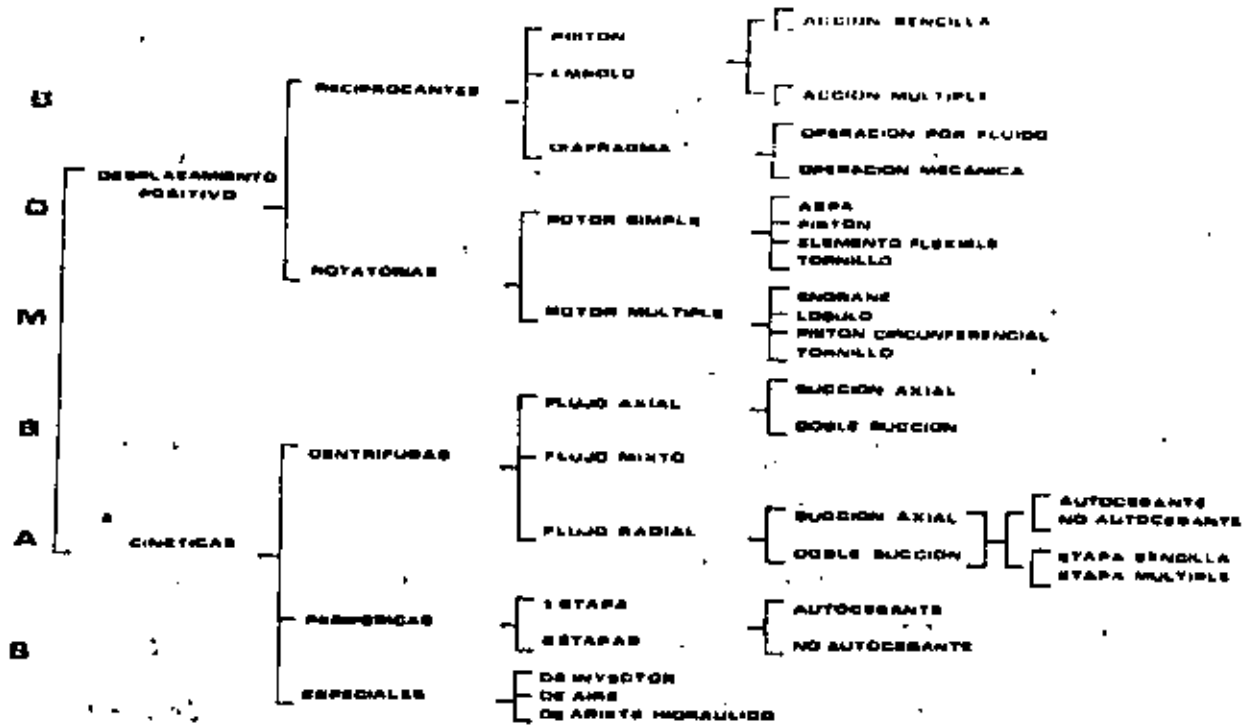 B
O
M
B
A
S
DESPLAZAMIENTO
POSITIVO
RECIPROCANTES
PISTON
EMBOLO
ACCION SENCILLA
ACCION MULTIPLE
DIAFRAGMA
OPERACION POR FLUIDO
OPERACION MECÁNICA
ROTATORIAS
ROTOR SIMPLE
ASPA
PISTON
ELEMENTO FLEXIBLE
TORNILLO
ROTOR MULTIPLE
ENGRANE
LOBULO
PISTON CIRCUNFERENCIAL
TORNILLO
CINETICAS
CENTRIFUGAS
FLUJO AXIAL
SUCCION AXIAL
DOBLE SUCCION
FLUJO MIXTO
FLUJO RADIAL
SUCCION AXIAL
DOBLE SUCCION
AUTOCEBANTE
NO AUTOCEBANTE
ETAPA SENCILLA
ETAPA MULTIPLE
PERIFERICAS
1 ETAPA
ETAPAS
AUTOCEBANTE
NO AUTOCEBANTE
ESPECIALES
DE INYECTOR
DE AIRE
DE ARIETE HIDRAULICO